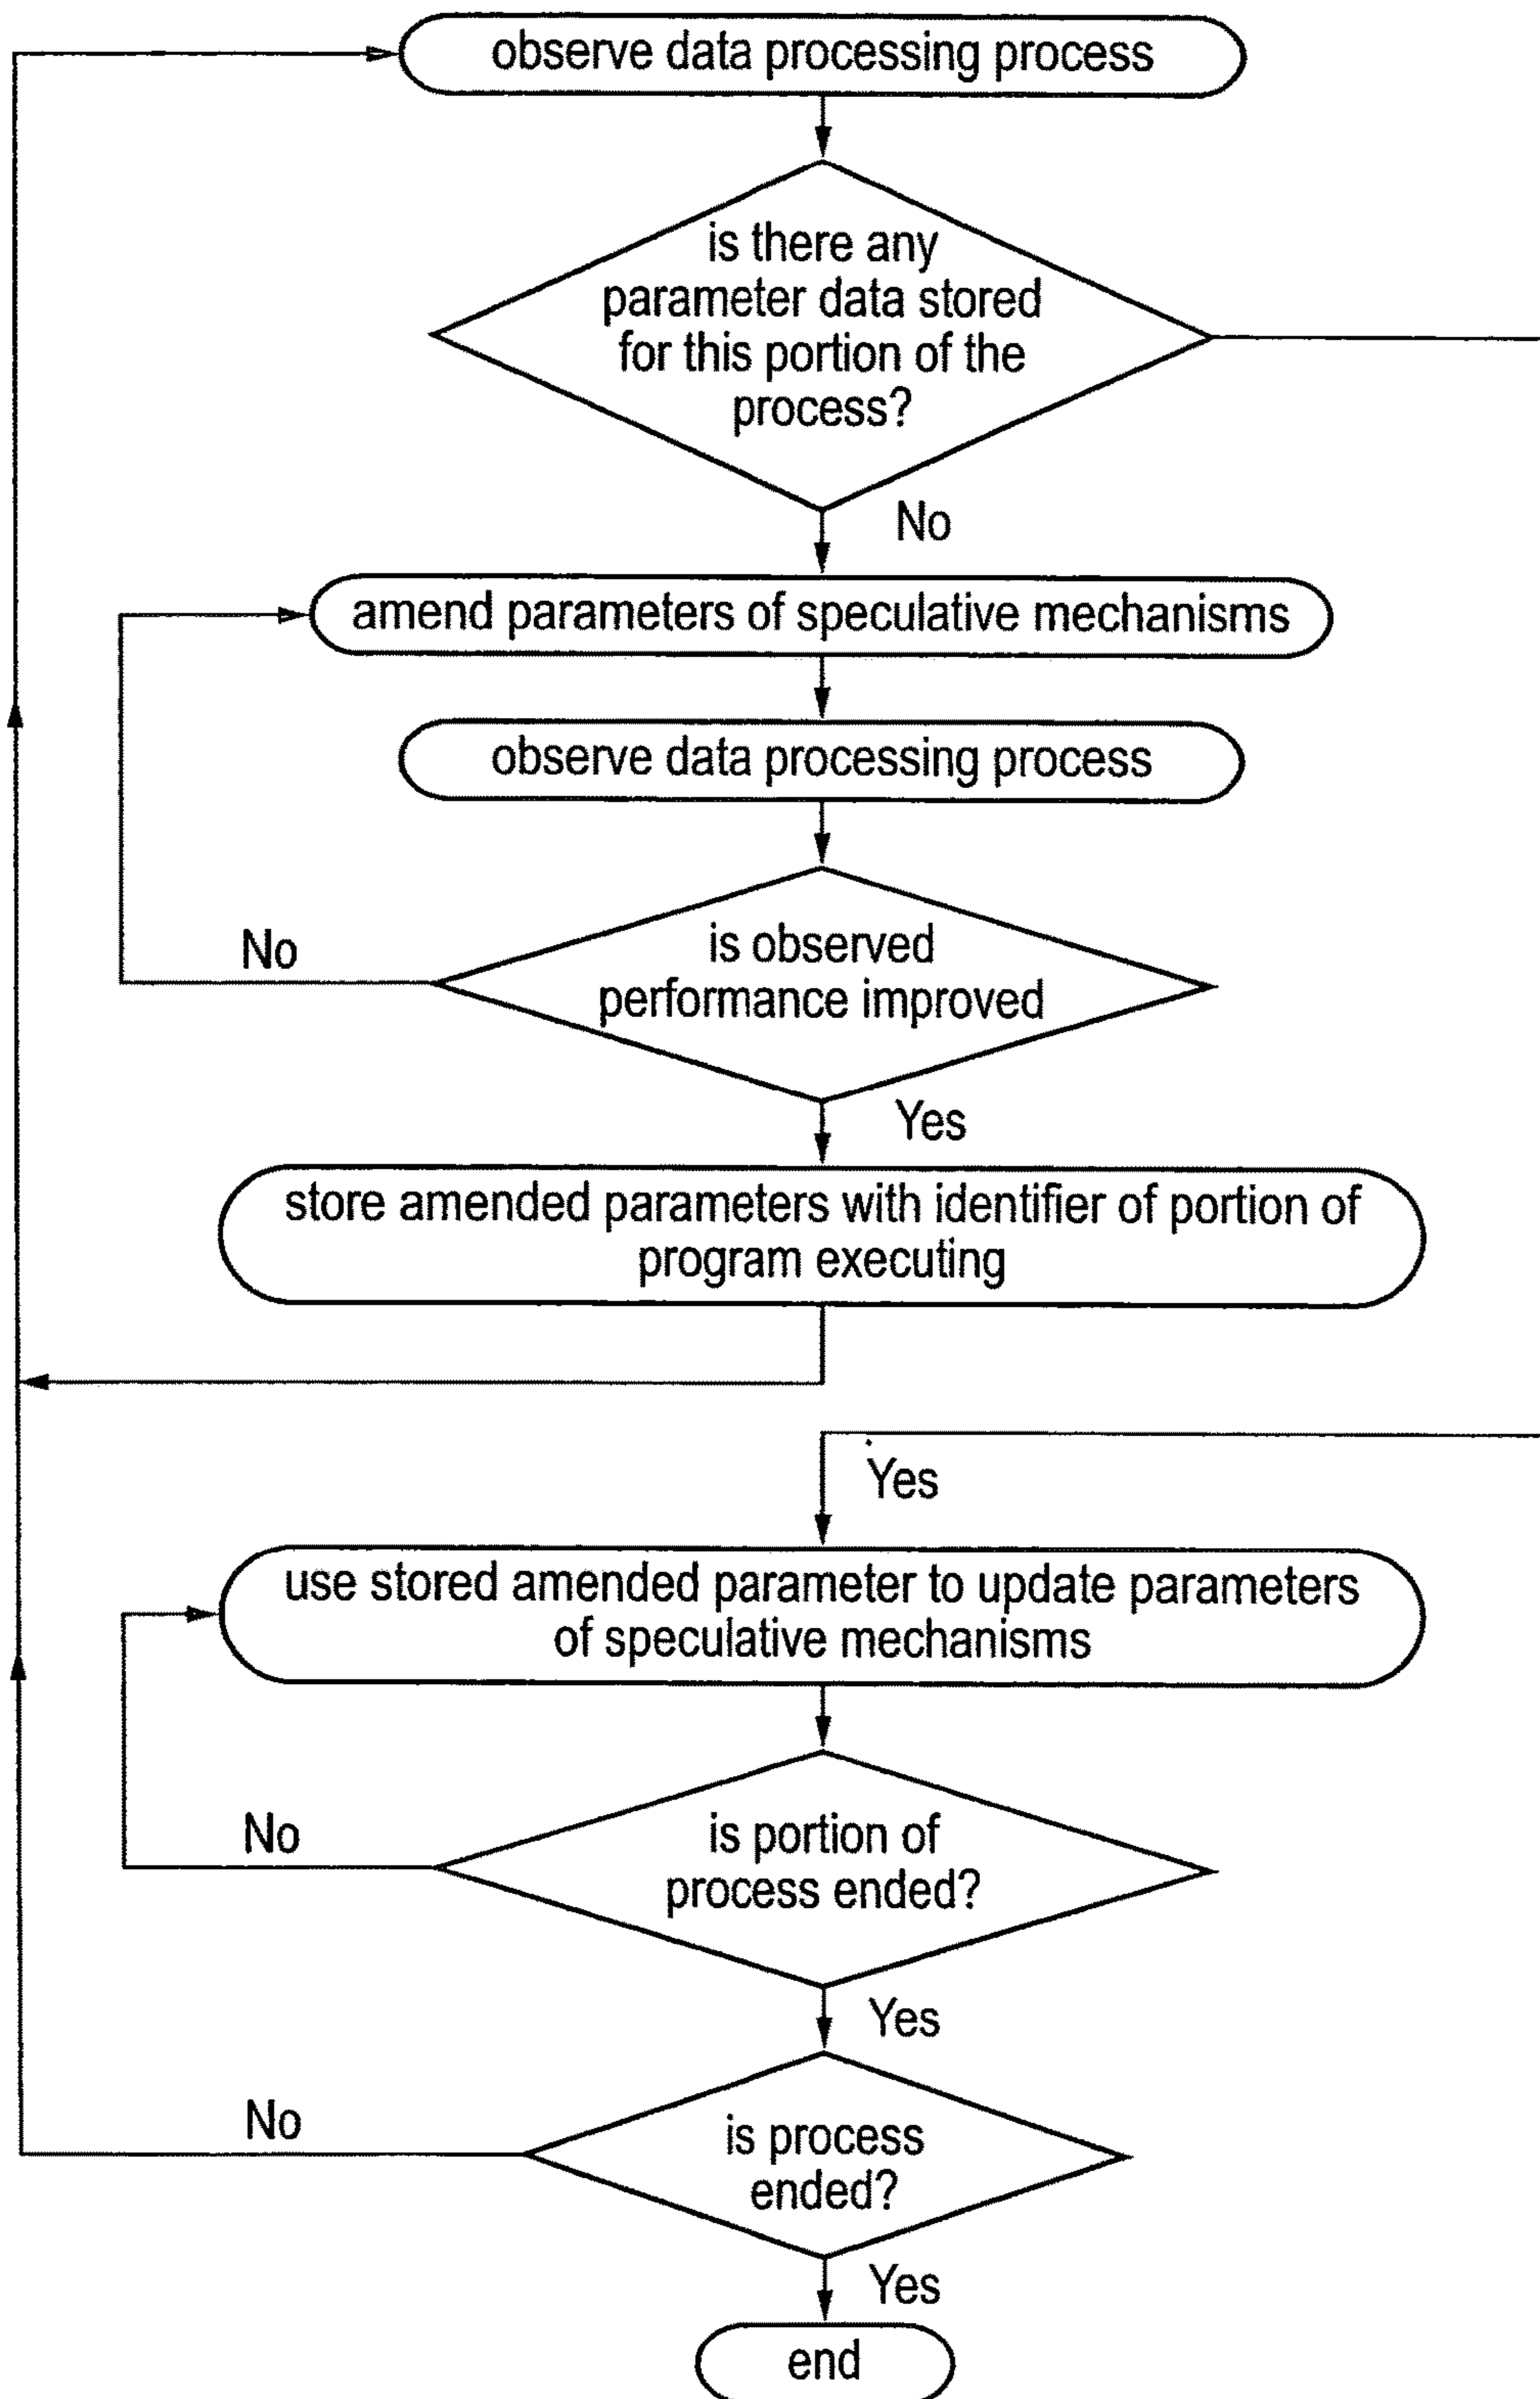 observe data processing process
is there any
parameter data stored
for this portion of the
process?
No
amend parameters of speculative mechanisms
observe data processing process
is observed
performance improved
No
Yes
store amended parameters with identifier of portion of
program executing
Yes
use stored amended parameter to update parameters
of speculative mechanisms
is portion of
process ended?
No
Yes
is process
ended?
No
Yes
end